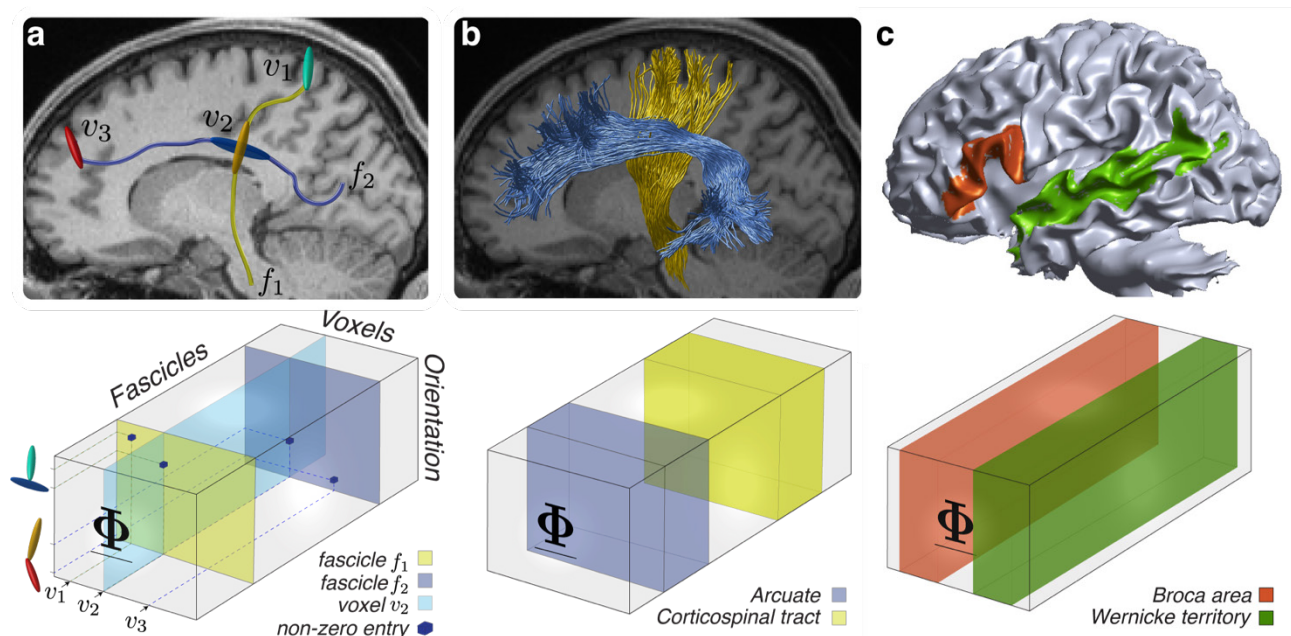 a
v1
v2
v3
f2
f1
b
c
Voxels
Fascicles
Orientation
Φ
v1
v2
v3
fascicle f1
fascicle f2
voxel v2
non-zero entry
Φ
Arcuate
Corticospinal tract
Φ
Broca area
Wernicke territory